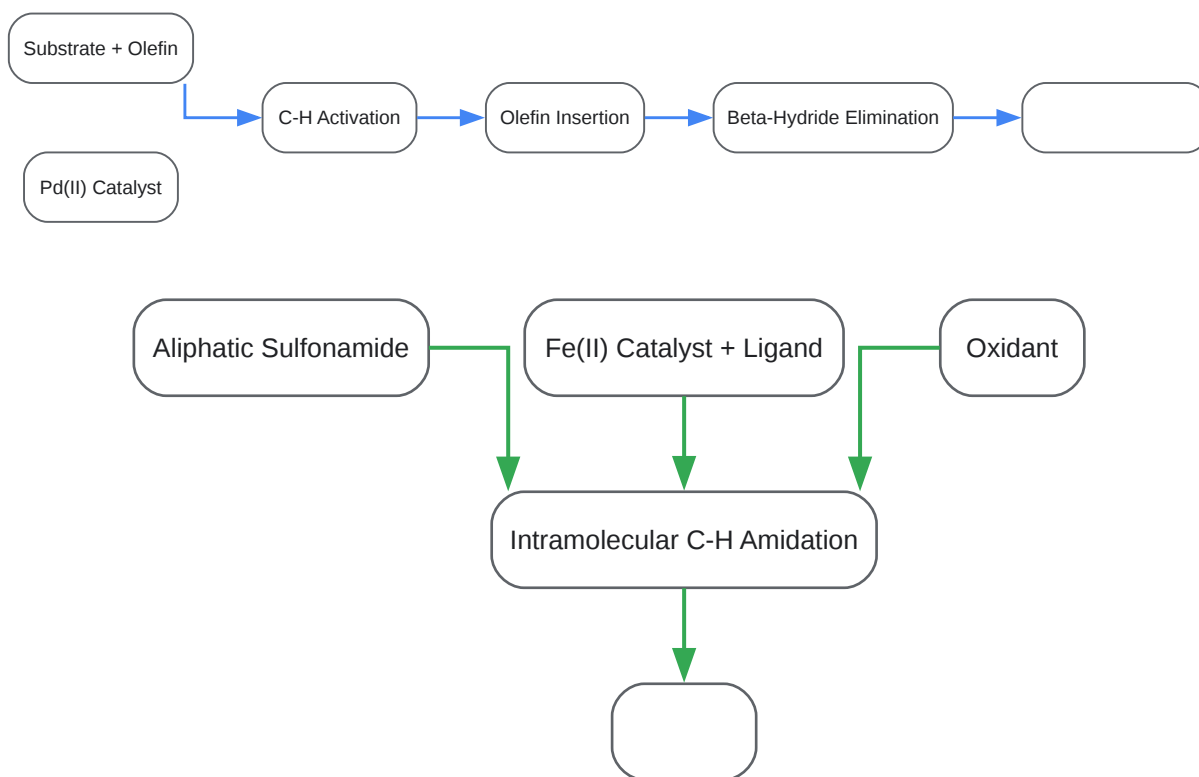 Substrate + Olefin
C-H Activation
Olefin Insertion
Beta-Hydride Elimination
Pd(II) Catalyst
Aliphatic Sulfonamide
Fe(II) Catalyst + Ligand
Oxidant
Intramolecular C-H Amidation